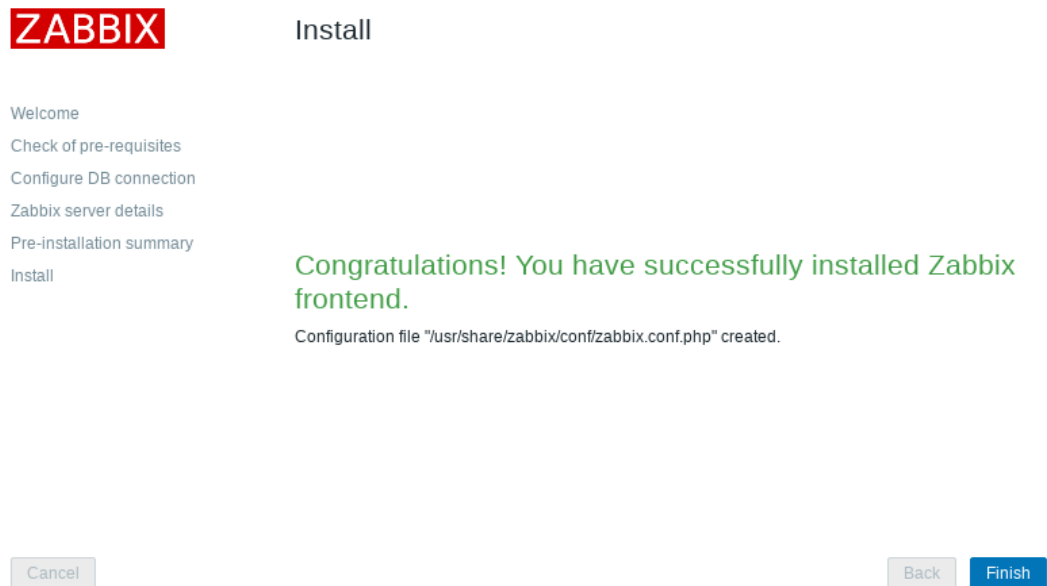 ZABBIX
Install
Welcome
Check of pre-requisites
Configure DB connection
Zabbix server details
Pre-installation summary
Install
Congratulations! You have successfully installed Zabbix
frontend.
Configuration file "/usr/share/zabbix/conf/zabbix.conf.php" created.
Cancel
Back
Finish